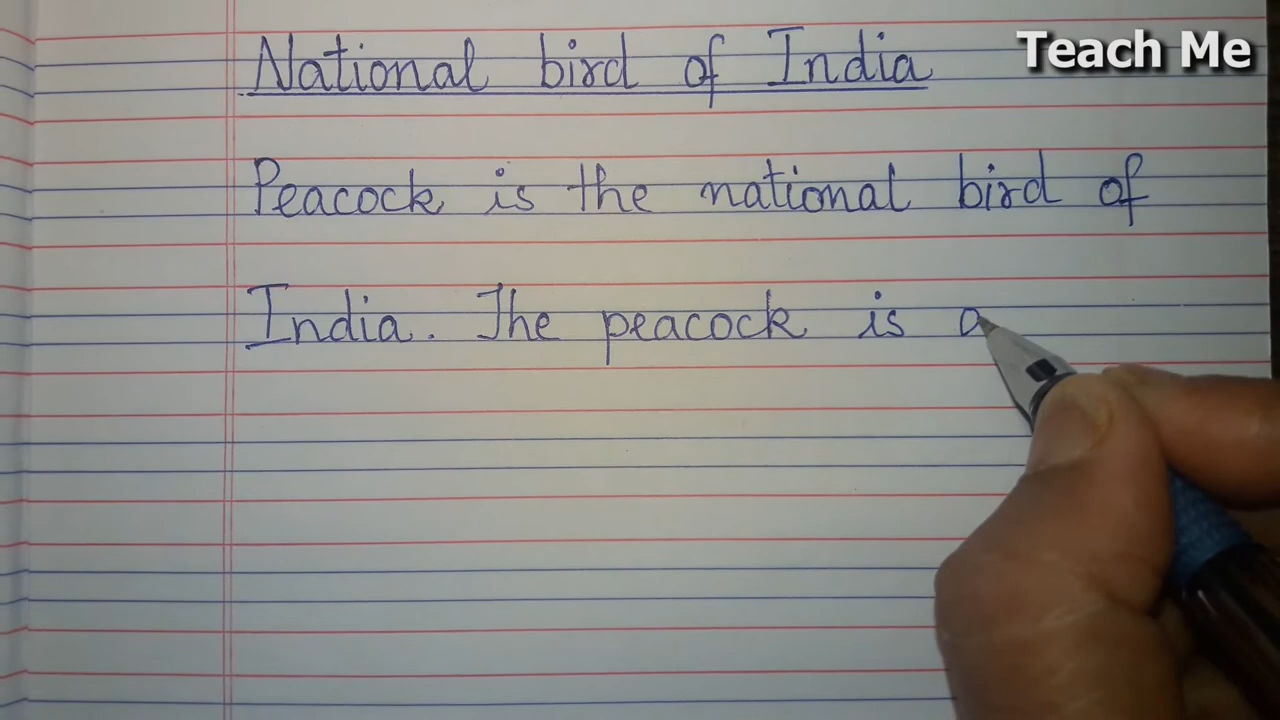 Teach Me
National bird of India
Peacock is the national bird of
India. The peacock is a